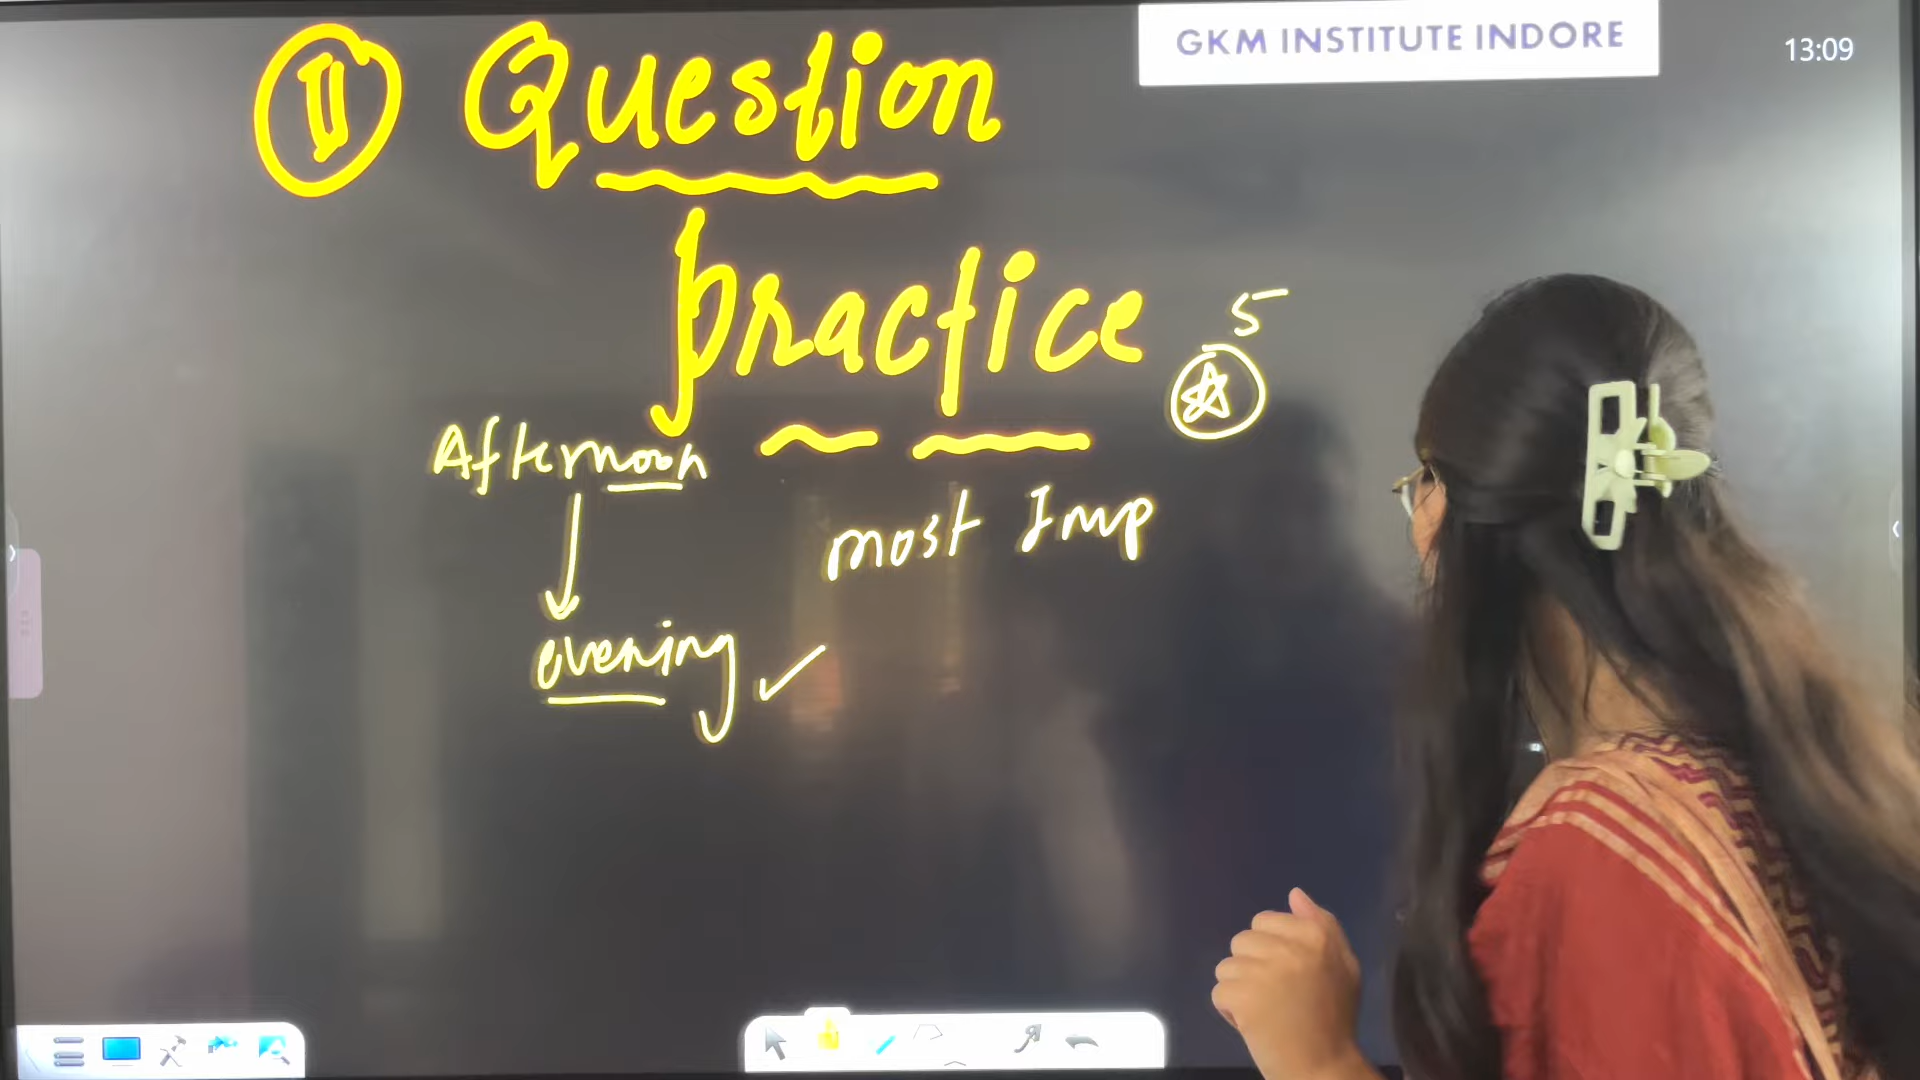 GKM INSTITUTE INDORE
13:09
II Question
practice
5
Afternoon
most Imp
evening